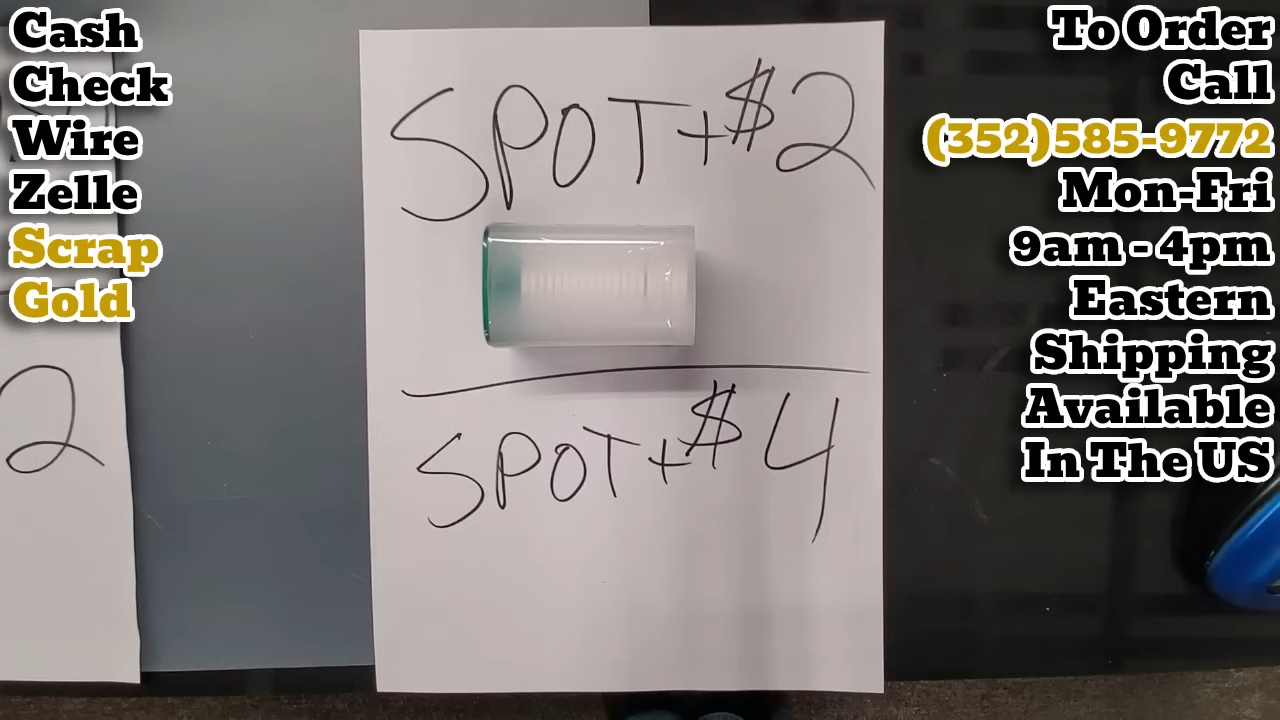 Cash
Check
Wire
Zelle
Scrap
Gold
2
SPOT+$2
SPOT+$4
To Order
Call
(352)585-9772
Mon-Fri
9am - 4pm
Eastern
Shipping
Available
In The US